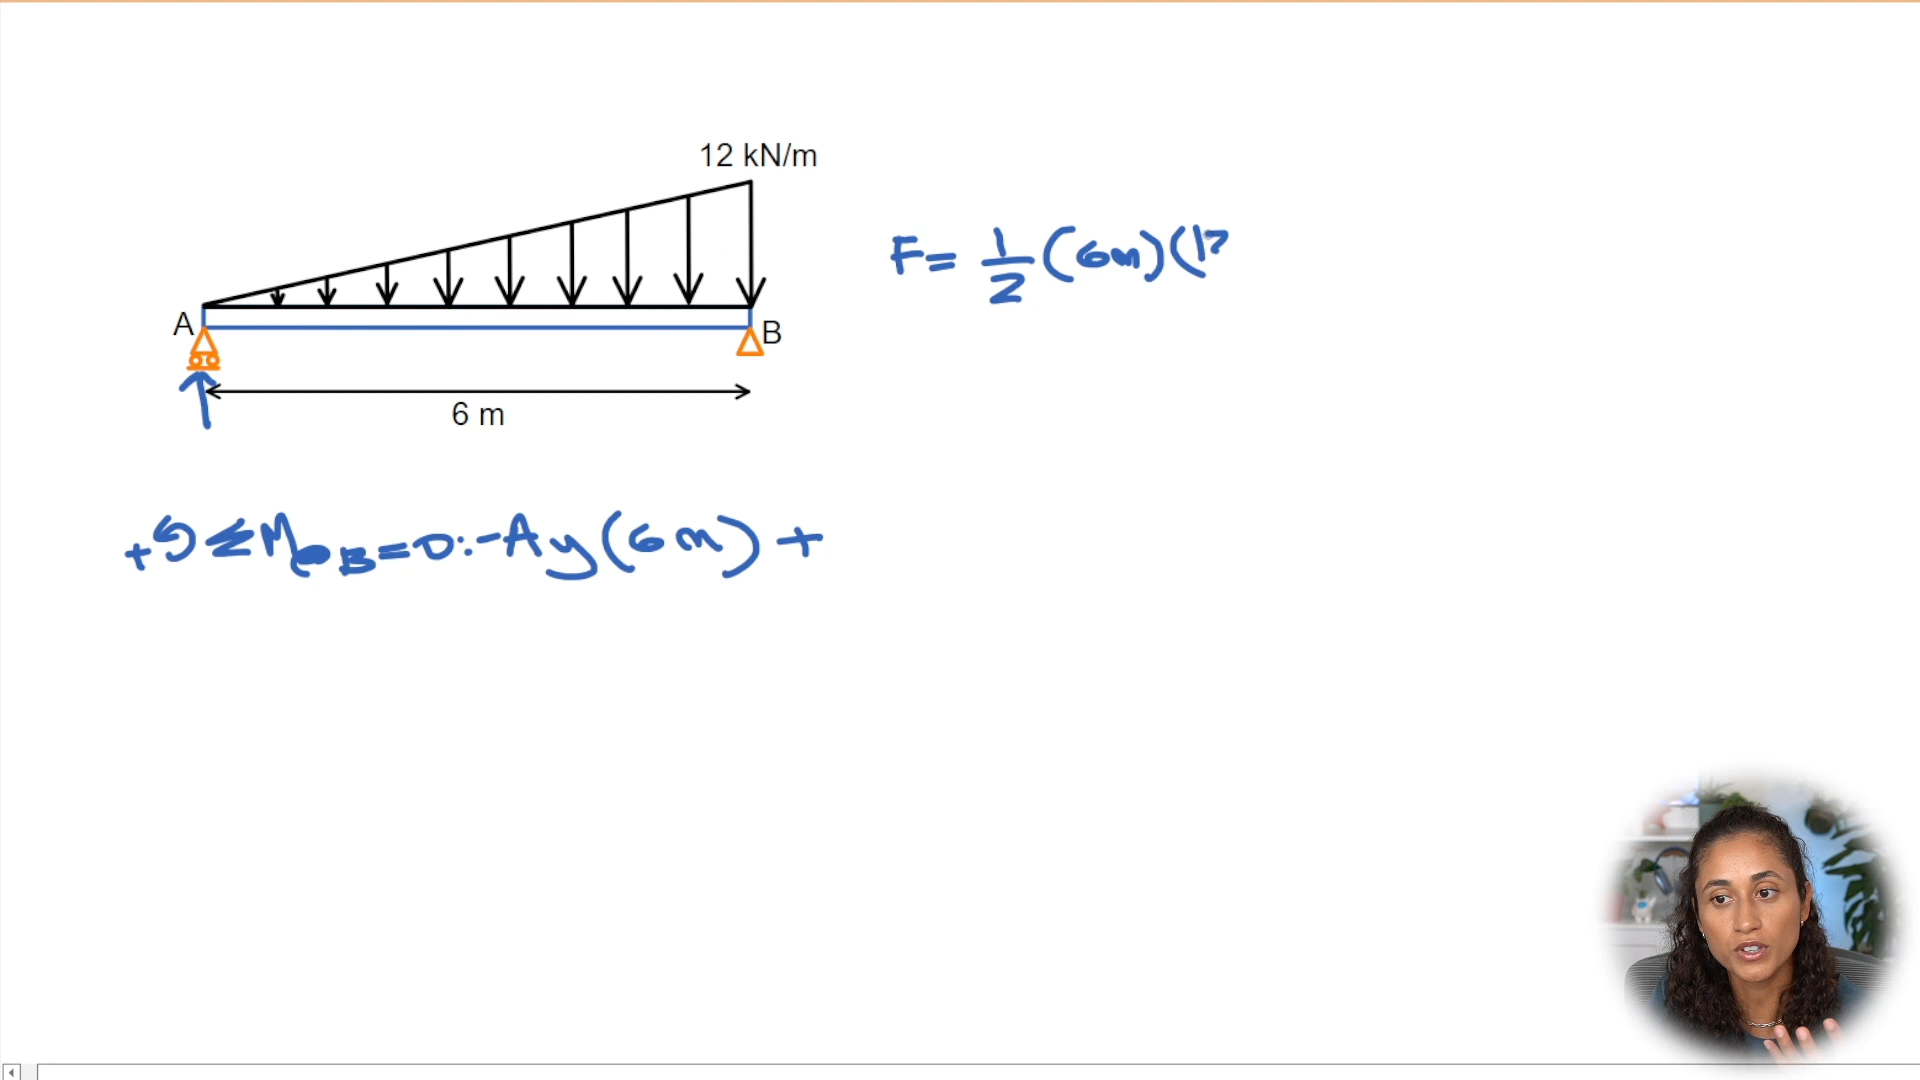 12 kN/m
F = 1/2 (6m)(12
A
B
6 m
+↺ ΣM@B = 0: -Ay(6m) +